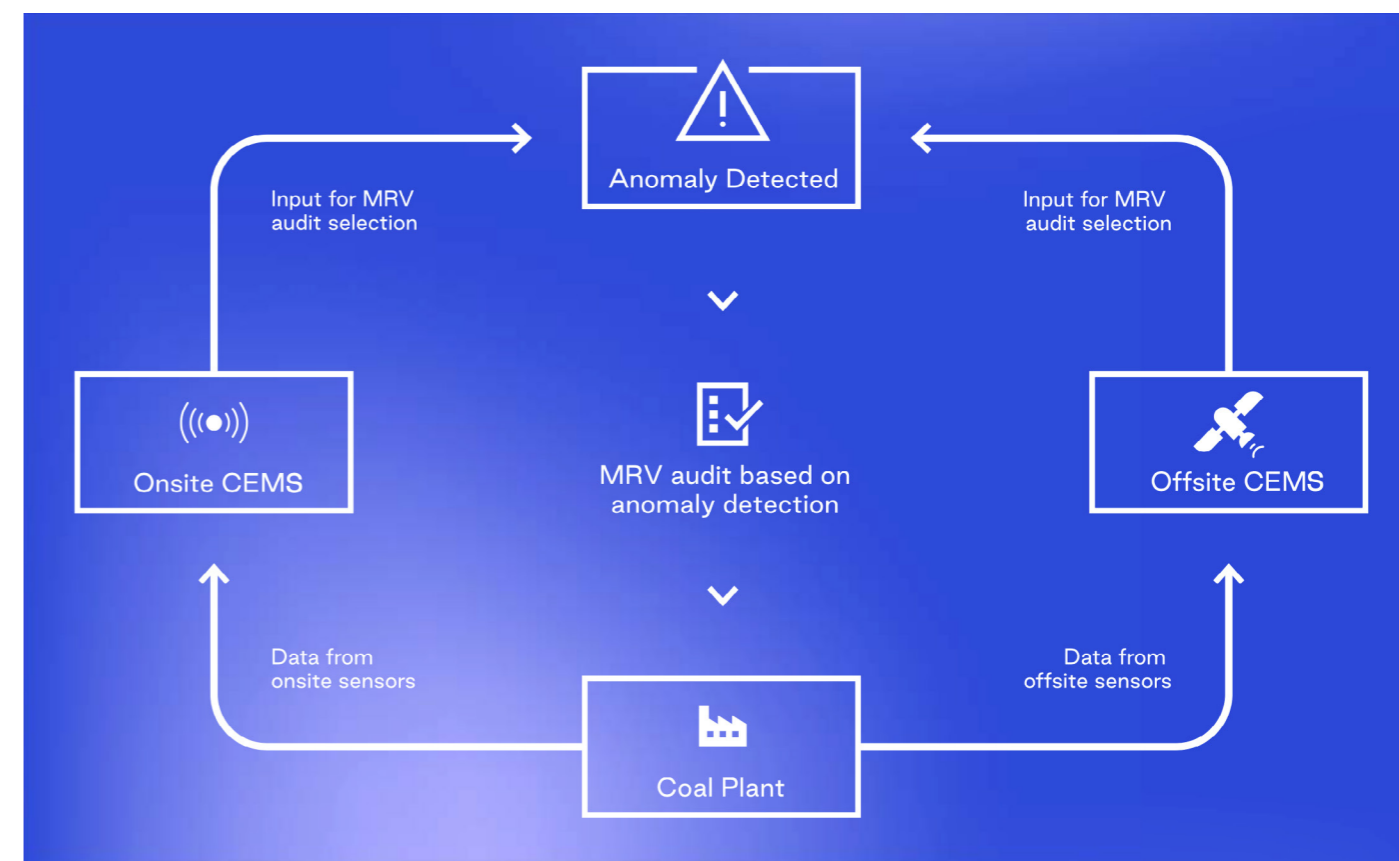 Anomaly Detected
Input for MRV
audit selection
Input for MRV
audit selection
Onsite CEMS
MRV audit based on
anomaly detection
Offsite CEMS
Data from
onsite sensors
Data from
offsite sensors
Coal Plant